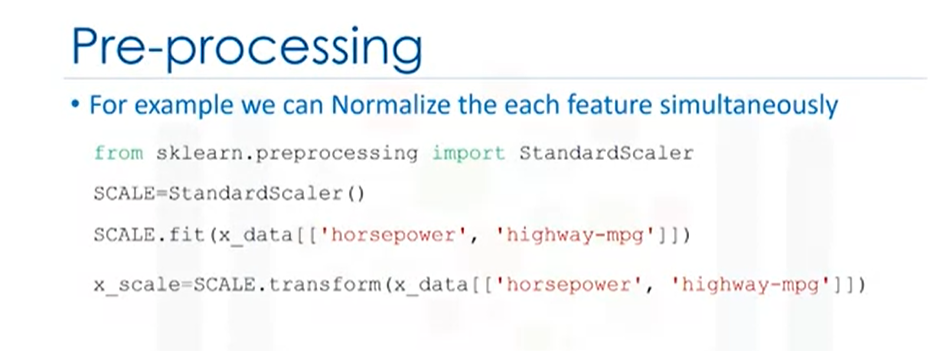 Pre-processing
• For example we can Normalize the each feature simultaneously
from sklearn.preprocessing import StandardScaler
SCALE=StandardScaler()
SCALE.fit(x_data[['horsepower', 'highway-mpg']])
x_scale=SCALE.transform(x_data[['horsepower', 'highway-mpg']])